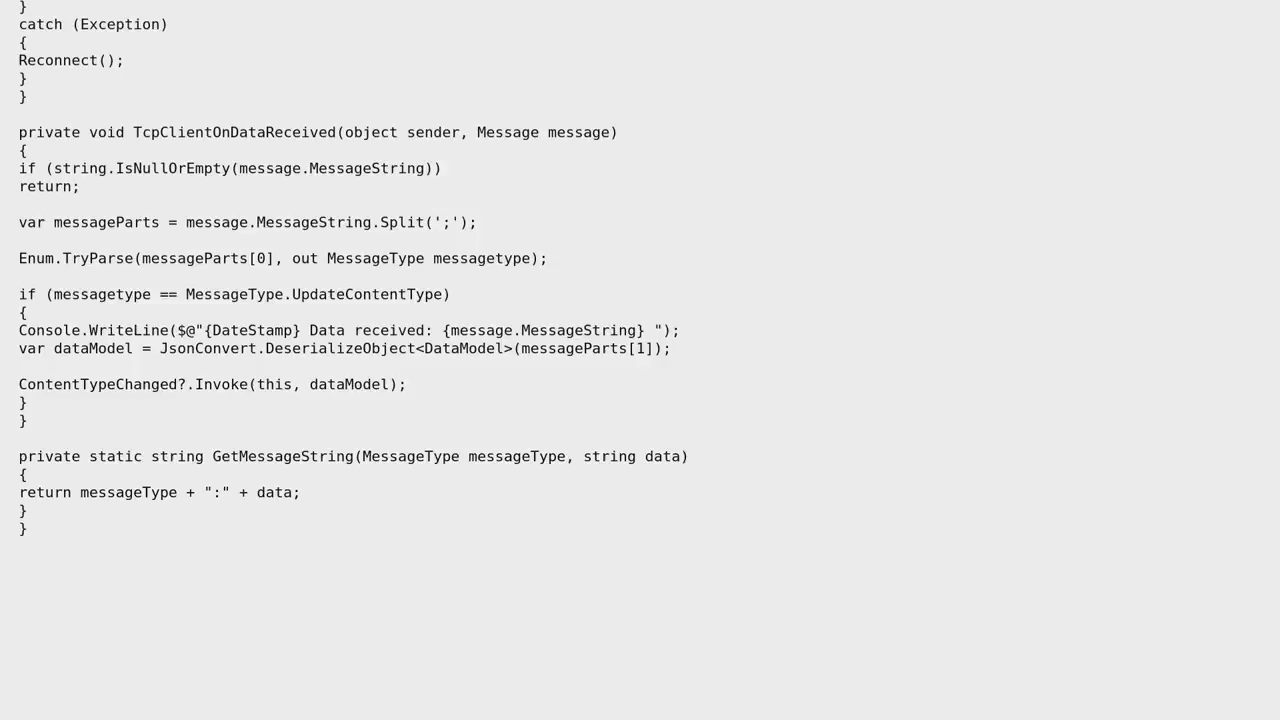 }
catch (Exception)
{
Reconnect();
}
}
private void TcpClientOnDataReceived(object sender, Message message)
{
if (string.IsNullOrEmpty(message.MessageString))
return;
var messageParts = message.MessageString.Split(';');
Enum.TryParse(messageParts[0], out MessageType messagetype);
if (messagetype == MessageType.UpdateContentType)
{
Console.WriteLine($@"{DateStamp} Data received: {message.MessageString} ");
var dataModel = JsonConvert.DeserializeObject<DataModel>(messageParts[1]);
ContentTypeChanged?.Invoke(this, dataModel);
}
}
private static string GetMessageString(MessageType messageType, string data)
{
return messageType + ":" + data;
}
}